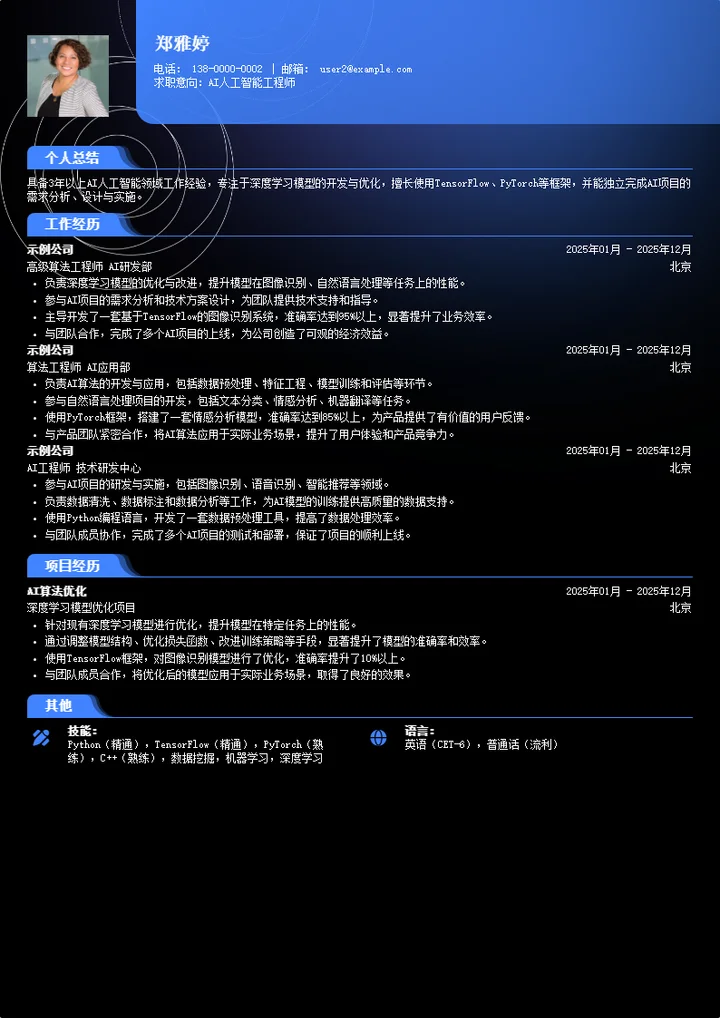 郑雅婷
电话： 138-0000-0002 | 邮箱： user2@example.com
求职意向：AI人工智能工程师
个人总结
具备3年以上AI人工智能领域工作经验，专注于深度学习模型的开发与优化，擅长使用TensorFlow、PyTorch等框架，并能独立完成AI项目的
需求分析、设计与实施。
工作经历
示例公司 2025年01月 - 2025年12月
高级算法工程师 AI研发部 北京
• 负责深度学习模型的优化与改进，提升模型在图像识别、自然语言处理等任务上的性能。
• 参与AI项目的需求分析和技术方案设计，为团队提供技术支持和指导。
• 主导开发了一套基于TensorFlow的图像识别系统，准确率达到95%以上，显著提升了业务效率。
• 与团队合作，完成了多个AI项目的上线，为公司创造了可观的经济效益。
示例公司 2025年01月 - 2025年12月
算法工程师 AI应用部 北京
• 负责AI算法的开发与应用，包括数据预处理、特征工程、模型训练和评估等环节。
• 参与自然语言处理项目的开发，包括文本分类、情感分析、机器翻译等任务。
• 使用PyTorch框架，搭建了一套情感分析模型，准确率达到85%以上，为产品提供了有价值的用户反馈。
• 与产品团队紧密合作，将AI算法应用于实际业务场景，提升了用户体验和产品竞争力。
示例公司 2025年01月 - 2025年12月
AI工程师 技术研发中心 北京
• 参与AI项目的研发与实施，包括图像识别、语音识别、智能推荐等领域。
• 负责数据清洗、数据标注和数据分析等工作，为AI模型的训练提供高质量的数据支持。
• 使用Python编程语言，开发了一套数据预处理工具，提高了数据处理效率。
• 与团队成员协作，完成了多个AI项目的测试和部署，保证了项目的顺利上线。
项目经历
AI算法优化 2025年01月 - 2025年12月
深度学习模型优化项目 北京
• 针对现有深度学习模型进行优化，提升模型在特定任务上的性能。
• 通过调整模型结构、优化损失函数、改进训练策略等手段，显著提升了模型的准确率和效率。
• 使用TensorFlow框架，对图像识别模型进行了优化，准确率提升了10%以上。
• 与团队成员合作，将优化后的模型应用于实际业务场景，取得了良好的效果。
其他
技能：
Python（精通），TensorFlow（精通），PyTorch（熟
练），C++（熟练），数据挖掘，机器学习，深度学习
语言：
英语（CET-6），普通话（流利）